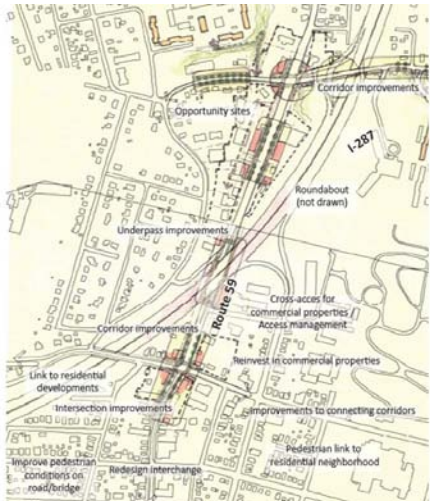 Corridor improvements
Opportunity sites
I-287
Roundabout
(not drawn)
Underpass improvements
Route 59
Cross-acces for
commercial properties
Access management
Corridor improvements
Reinvest in commercial properties
Link to residential
developments
Intersection improvements
Improvements to connecting corridors
Pedestrian link to
residential neighborhood
Improve pedestrian
conditions on
road/bridge
Redesign interchange